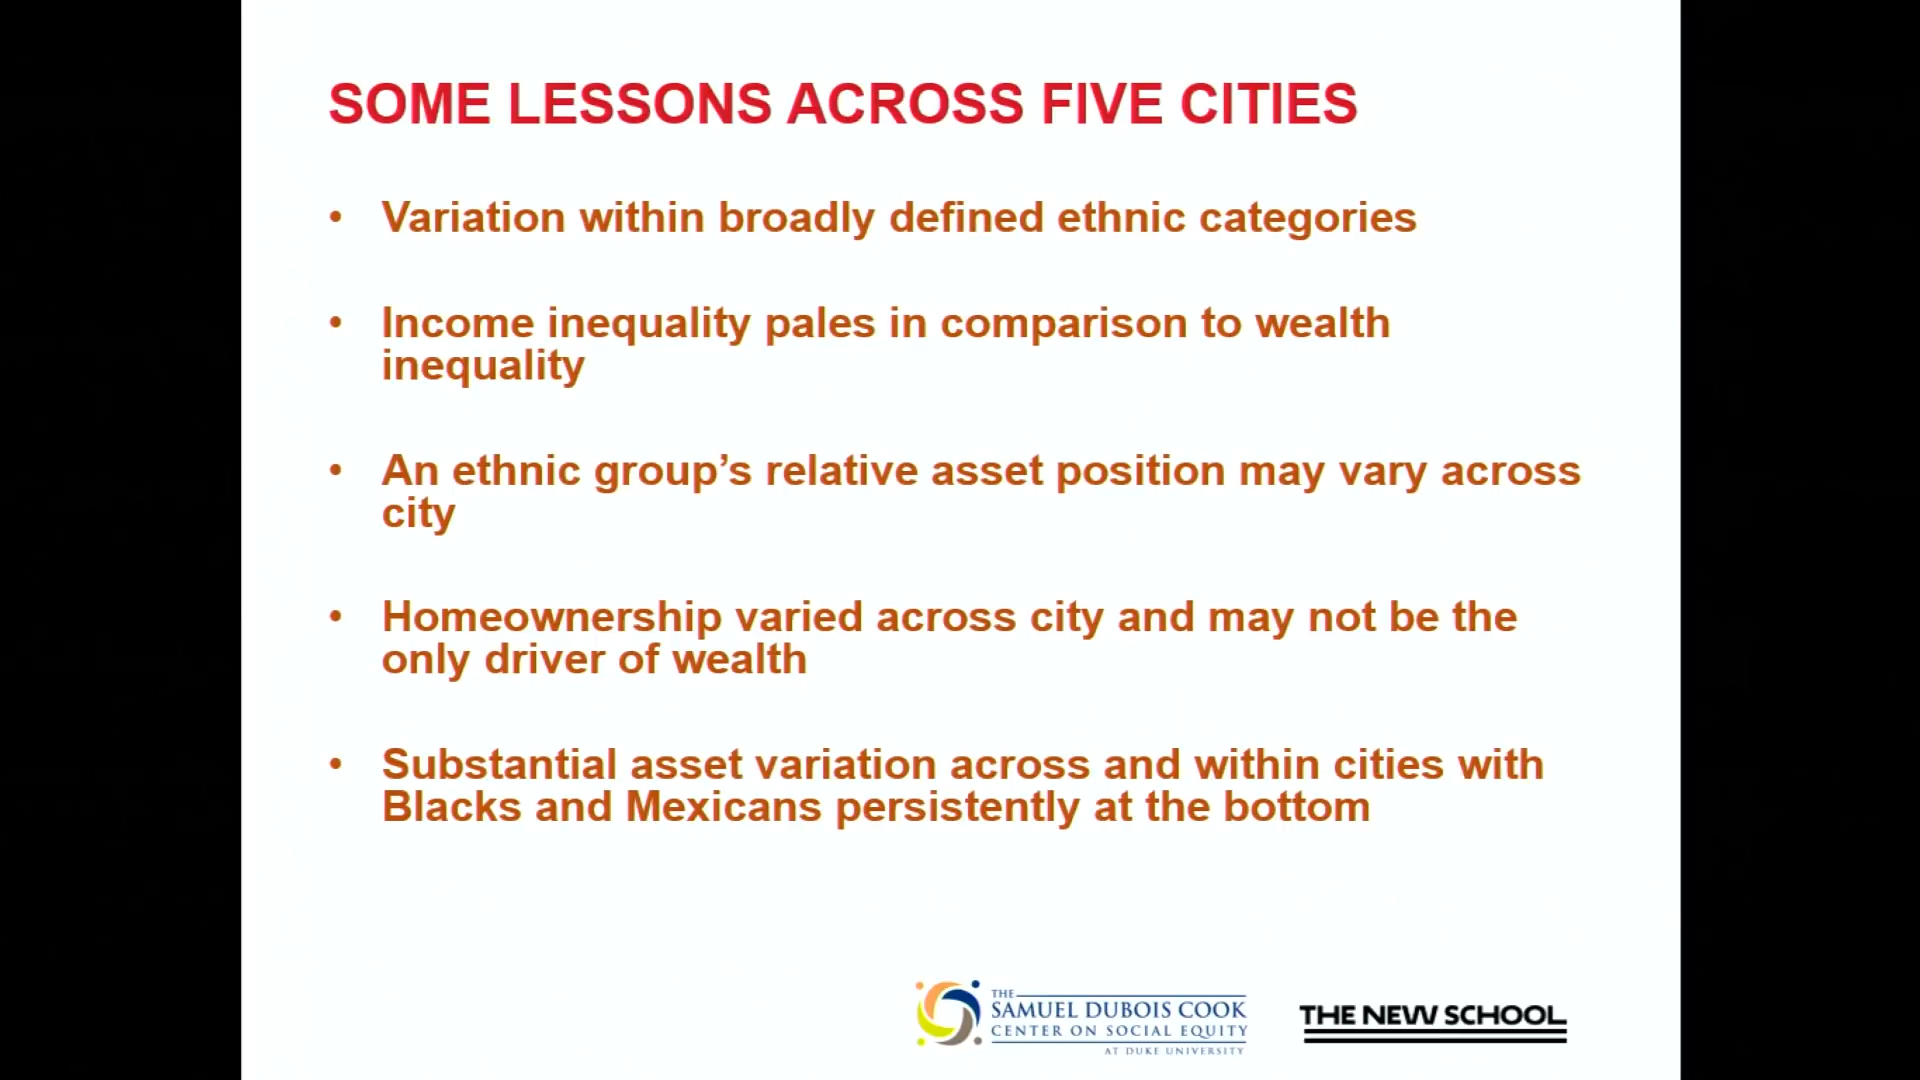 SOME LESSONS ACROSS FIVE CITIES
• Variation within broadly defined ethnic categories
• Income inequality pales in comparison to wealth
inequality
• An ethnic group’s relative asset position may vary across
city
• Homeownership varied across city and may not be the
only driver of wealth
• Substantial asset variation across and within cities with
Blacks and Mexicans persistently at the bottom
THE
SAMUEL DUBOIS COOK
CENTER ON SOCIAL EQUITY
AT DUKE UNIVERSITY
THE NEW SCHOOL